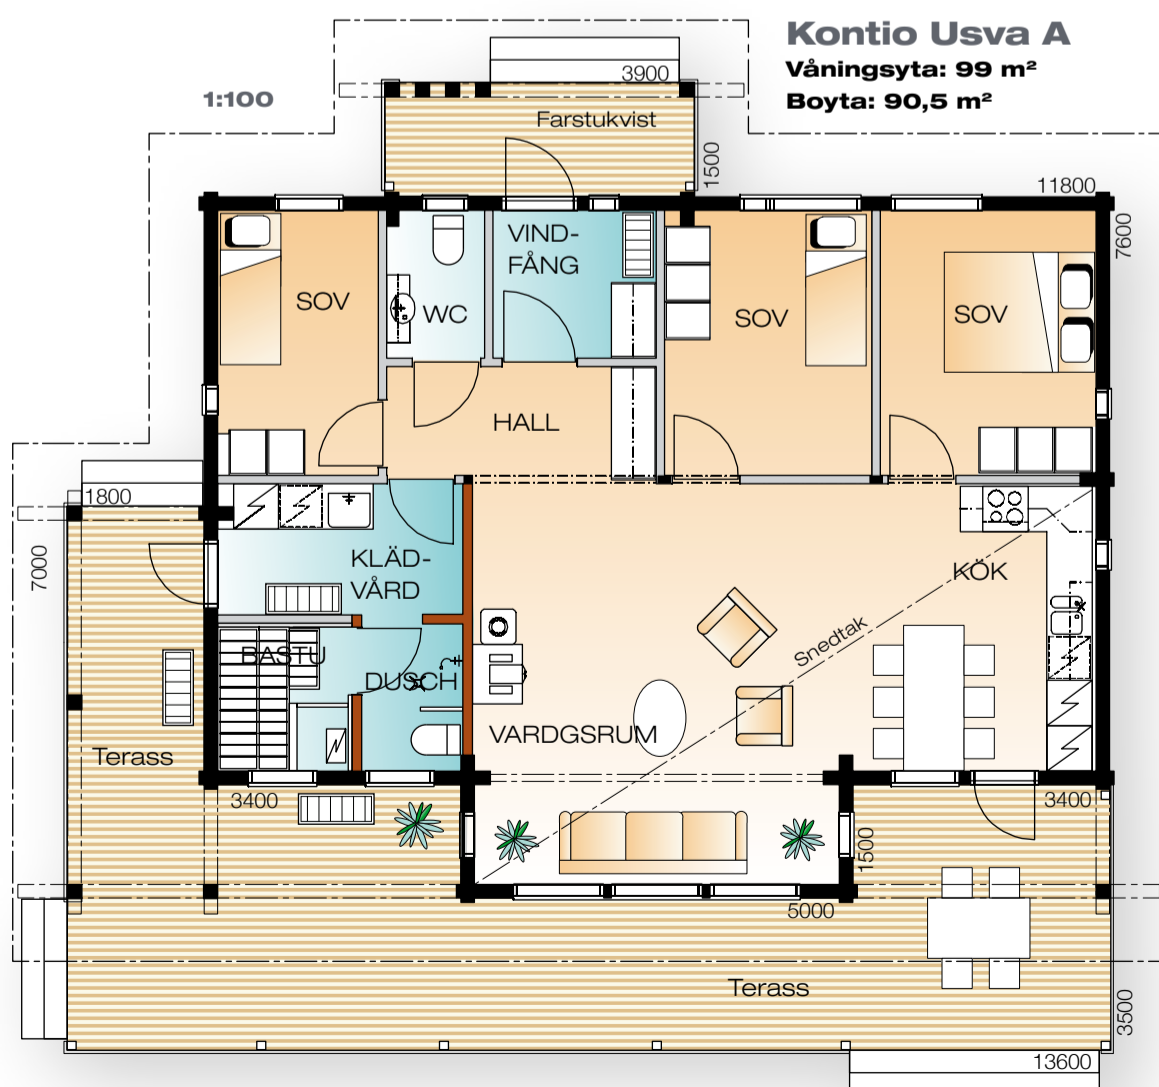 Kontio Usva A
Våningsyta: 99 m²
Boyta: 90,5 m²
1:100
3900
Farstukvist
1500
11800
7600
SOV
WC
VIND-
FÅNG
SOV
SOV
HALL
1800
7000
KLÄD-
VÅRD
KÖK
Snedtak
BASTU
DUSCH
VARDGSRUM
Terass
3400
3400
1500
5000
Terass
3500
13600